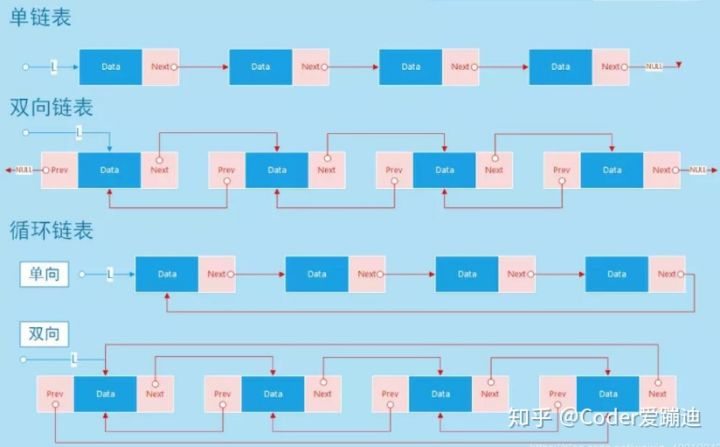 单链表
L Data Next Data Next Data Next Data Next NULL
双向链表
L
NULL Prev Data Next Prev Data Next Prev Data Next Prev Data Next NULL
循环链表
单向 L Data Next Data Next Data Next Data Next
双向
L
Prev Data Next Prev Data Next Prev Data Next Prev Data Next
知乎 @Coder爱蹦迪